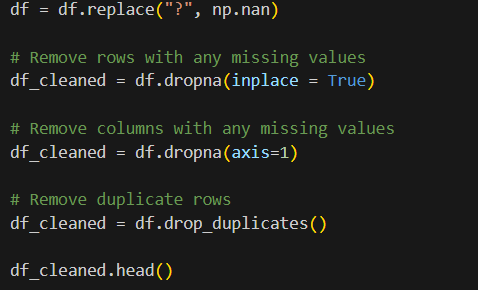 df = df.replace("?", np.nan)
# Remove rows with any missing values
df_cleaned = df.dropna(inplace = True)
# Remove columns with any missing values
df_cleaned = df.dropna(axis=1)
# Remove duplicate rows
df_cleaned = df.drop_duplicates()
df_cleaned.head()